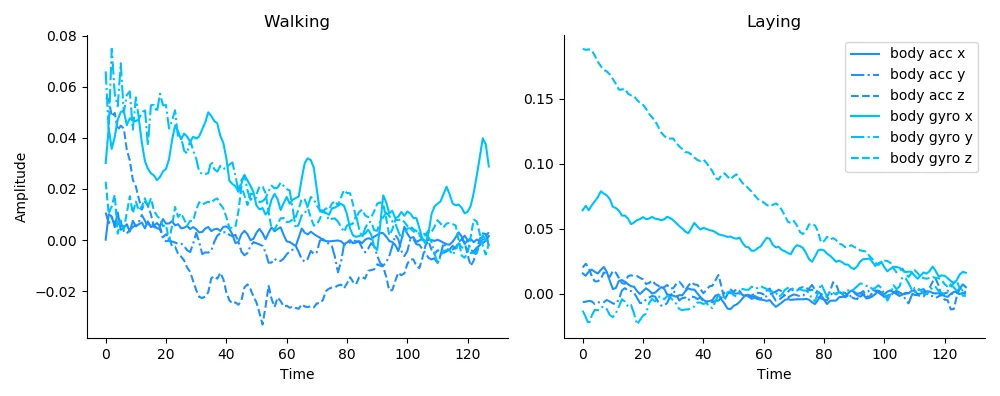 Walking
Amplitude
0.08
0.06
0.04
0.02
0.00
−0.02
0 20 40 60 80 100 120
Time
Laying
0.15
0.10
0.05
0.00
0 20 40 60 80 100 120
Time
body acc x
body acc y
body acc z
body gyro x
body gyro y
body gyro z